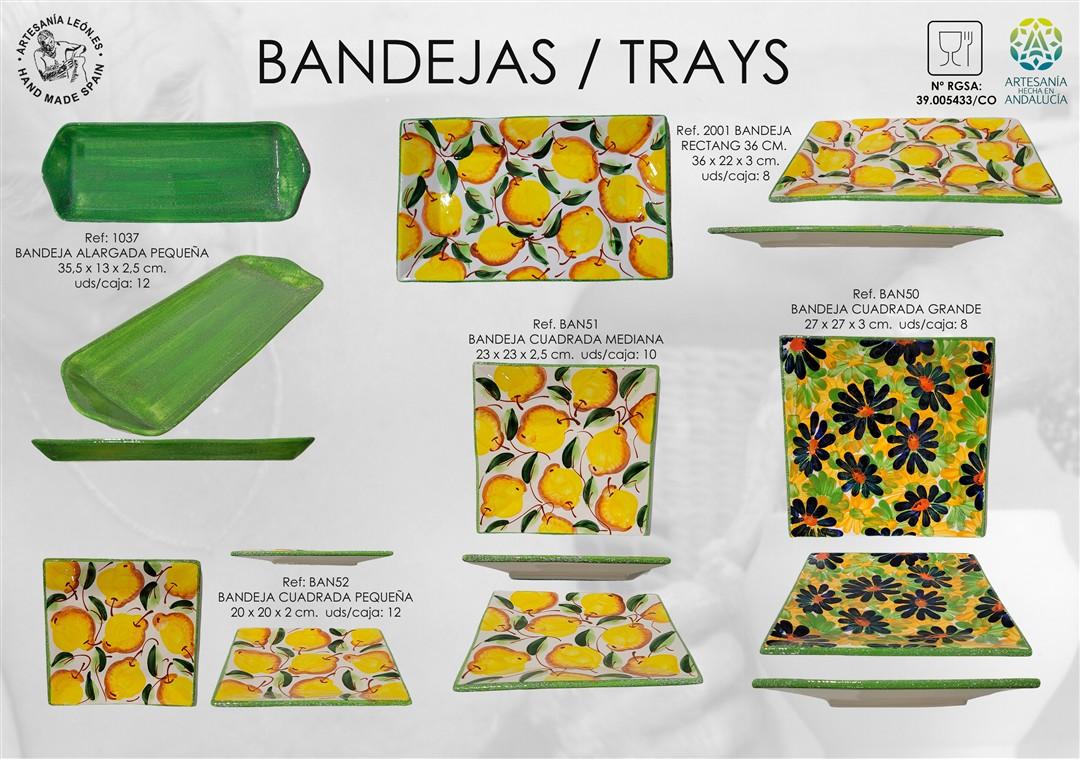 ARTESANÍA LEÓN.ES
HAND MADE SPAIN
BANDEJAS / TRAYS
Nº RGSA:
39.005433/CO
ARTESANÍA
HECHA EN
ANDALUCÍA
Ref: 1037
BANDEJA ALARGADA PEQUEÑA
35,5 x 13 x 2,5 cm.
uds/caja: 12
Ref. 2001 BANDEJA
RECTANG 36 CM.
36 x 22 x 3 cm.
uds/caja: 8
Ref. BAN51
BANDEJA CUADRADA MEDIANA
23 x 23 x 2,5 cm. uds/caja: 10
Ref. BAN50
BANDEJA CUADRADA GRANDE
27 x 27 x 3 cm. uds/caja: 8
Ref: BAN52
BANDEJA CUADRADA PEQUEÑA
20 x 20 x 2 cm. uds/caja: 12